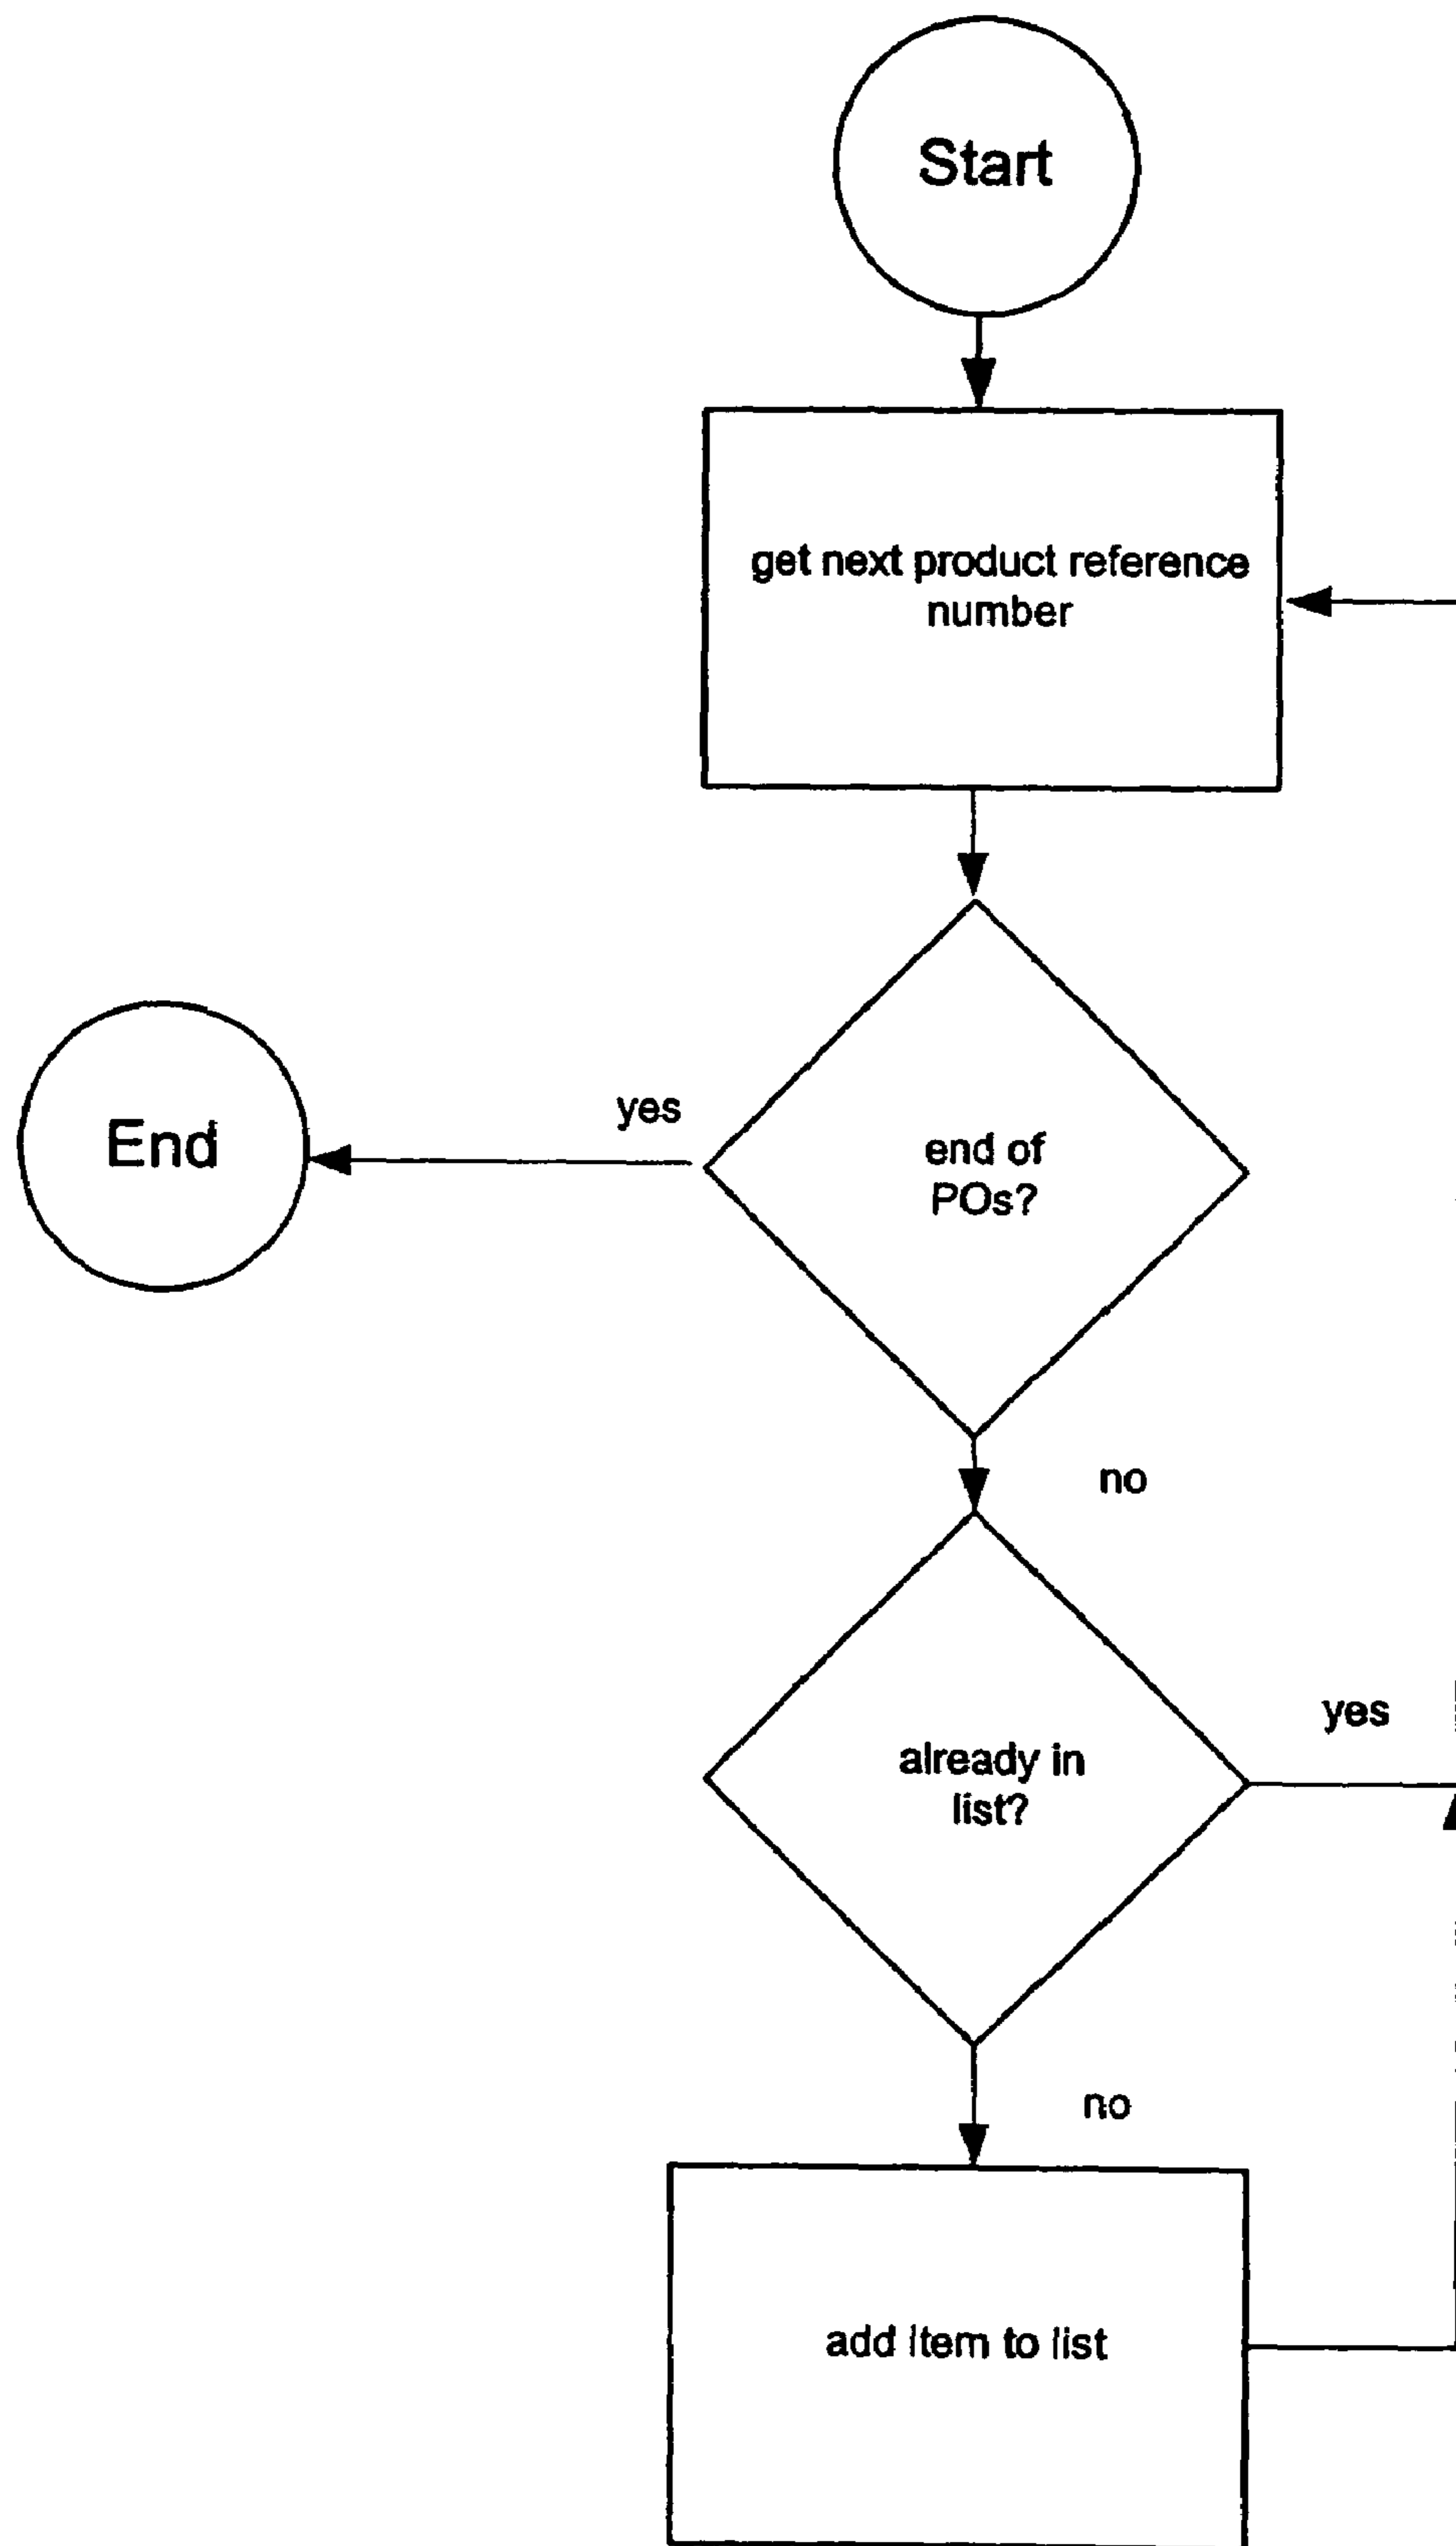 Start
get next product reference
number
yes
End
end of
POs?
no
yes
already in
list?
no
add item to list